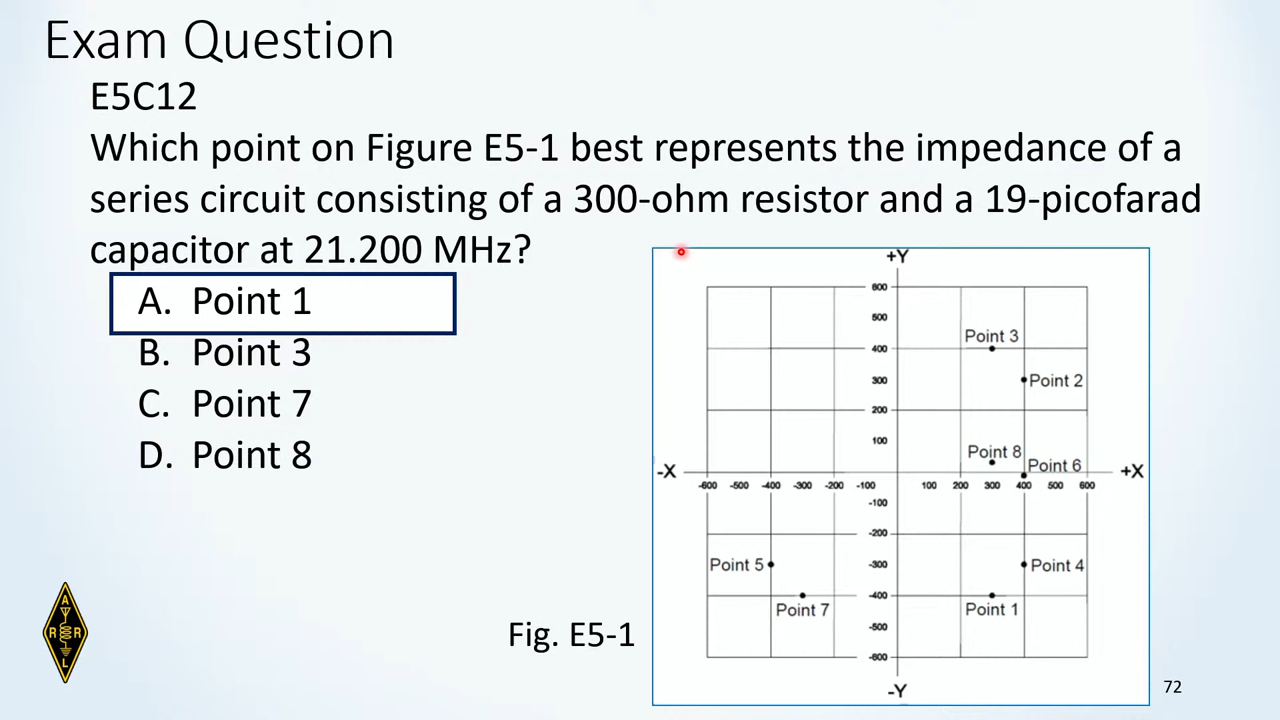 Exam Question
E5C12
Which point on Figure E5-1 best represents the impedance of a
series circuit consisting of a 300-ohm resistor and a 19-picofarad
capacitor at 21.200 MHz?
A. Point 1
B. Point 3
C. Point 7
D. Point 8
+Y
600
500
Point 3
400
300
Point 2
200
100
Point 8
Point 6
-X
+X
-600 -500 -400 -300 -200 -100 100 200 300 400 500 600
-100
-200
Point 5
-300
Point 4
-400
Point 7
Point 1
-500
-600
-Y
Fig. E5-1
A
R R
L
72